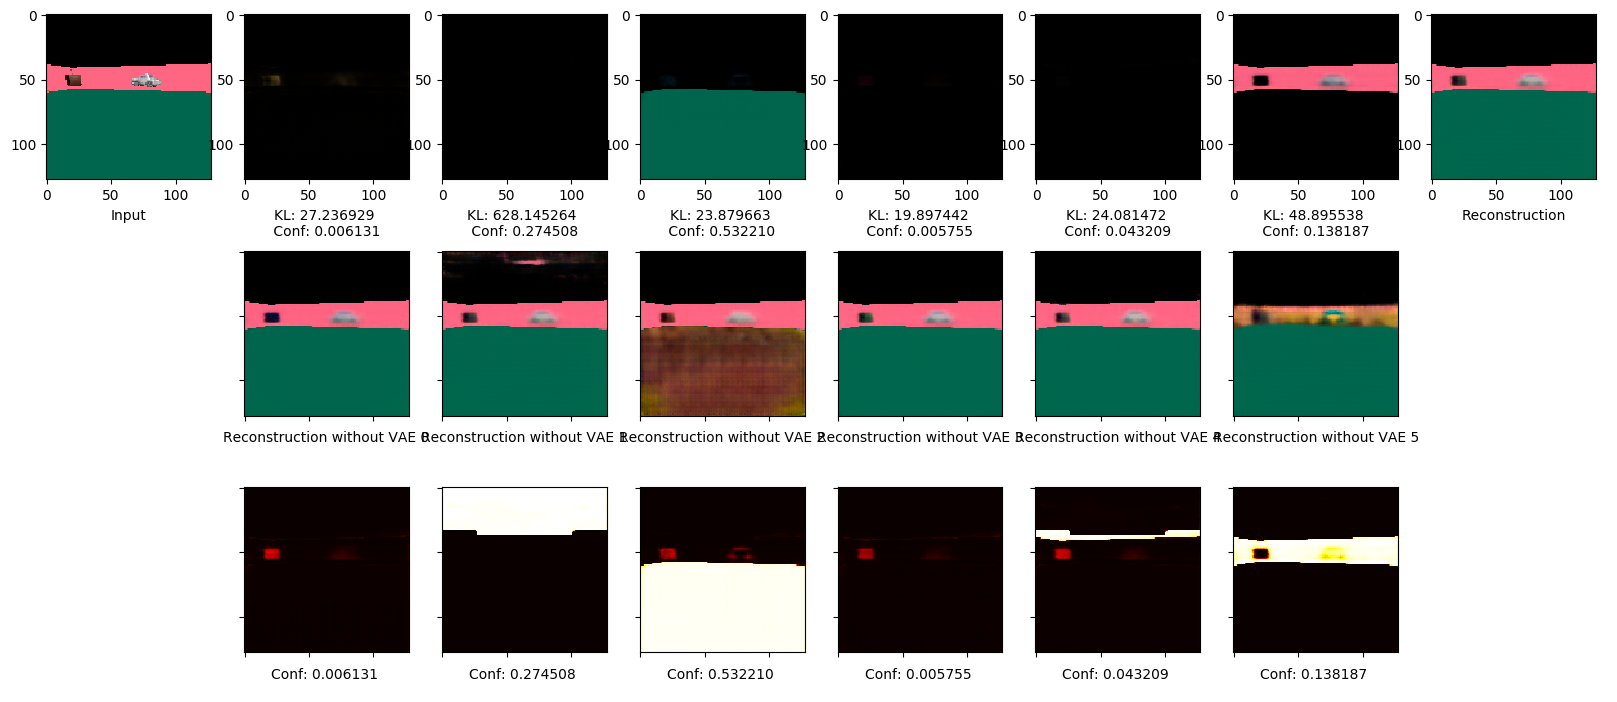 0
50
100
0
50
100
Input
50
100
0
50
100
KL: 27.236929
Conf: 0.006131
0
50
100
0
50
100
KL: 628.145264
Conf: 0.274508
0
50
100
0
50
100
KL: 23.879663
Conf: 0.532210
0
50
100
0
50
100
KL: 19.897442
Conf: 0.005755
0
50
100
0
50
100
KL: 24.081472
Conf: 0.043209
0
50
100
0
50
100
KL: 48.895538
Conf: 0.138187
0
50
100
0
50
100
Reconstruction
Reconstruction without VAE 0
Reconstruction without VAE 1
Reconstruction without VAE 2
Reconstruction without VAE 3
Reconstruction without VAE 4
Reconstruction without VAE 5
Conf: 0.006131
Conf: 0.274508
Conf: 0.532210
Conf: 0.005755
Conf: 0.043209
Conf: 0.138187